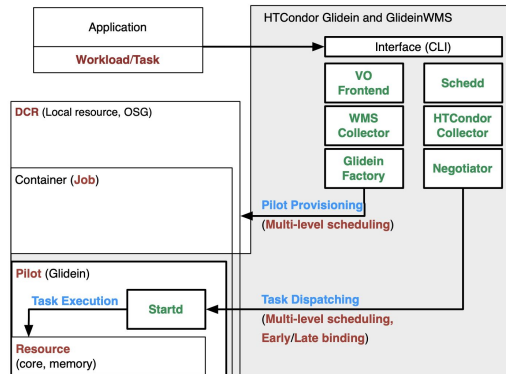 HTCondor Glidein and GlideinWMS
Application
Workload/Task
Interface (CLI)
VO
Frontend
Schedd
DCR (Local resource, OSG)
WMS
Collector
HTCondor
Collector
Container (Job)
Glidein
Factory
Negotiator
Pilot Provisioning
(Multi-level scheduling)
Pilot (Glidein)
Task Execution
Startd
Task Dispatching
(Multi-level scheduling,
Early/Late binding)
Resource
(core, memory)